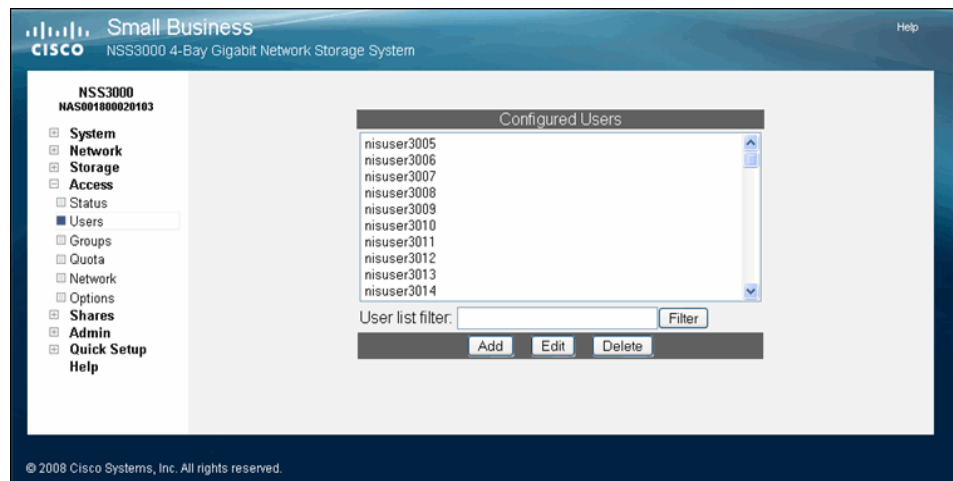 Small Business
Help
CISCO
NSS3000 4-Bay Gigabit Network Storage System
NSS3000
NAS001800020103
System
Network
Storage
Access
Status
Users
Groups
Quota
Network
Options
Shares
Admin
Quick Setup
Help
Configured Users
nisuser3005
nisuser3006
nisuser3007
nisuser3008
nisuser3009
nisuser3010
nisuser3011
nisuser3012
nisuser3013
nisuser3014
User list filter:
Filter
Add Edit Delete
© 2008 Cisco Systems, Inc. All rights reserved.